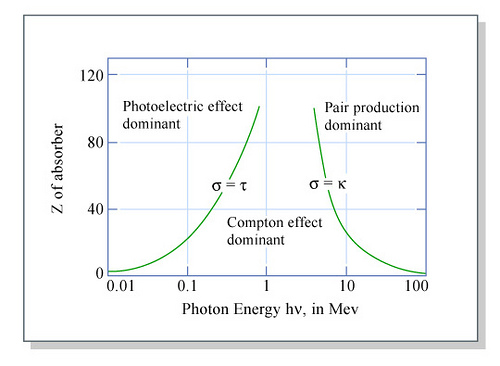 120
Photoelectric effect
dominant
Pair production
dominant
Z of absorber
80
σ = τ
σ = κ
40
Compton effect
dominant
0
0.01 0.1 1 10 100
Photon Energy hν, in Mev